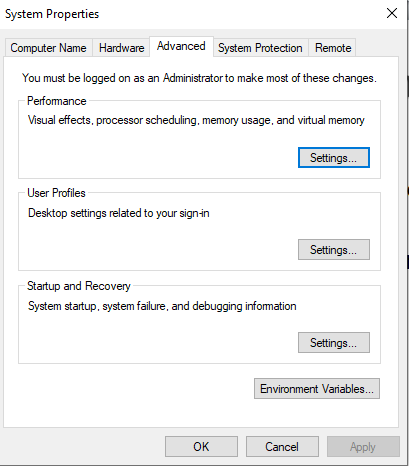 System Properties
Computer Name Hardware Advanced System Protection Remote
You must be logged on as an Administrator to make most of these changes.
Performance
Visual effects, processor scheduling, memory usage, and virtual memory
Settings...
User Profiles
Desktop settings related to your sign-in
Settings...
Startup and Recovery
System startup, system failure, and debugging information
Settings...
Environment Variables...
OK Cancel Apply